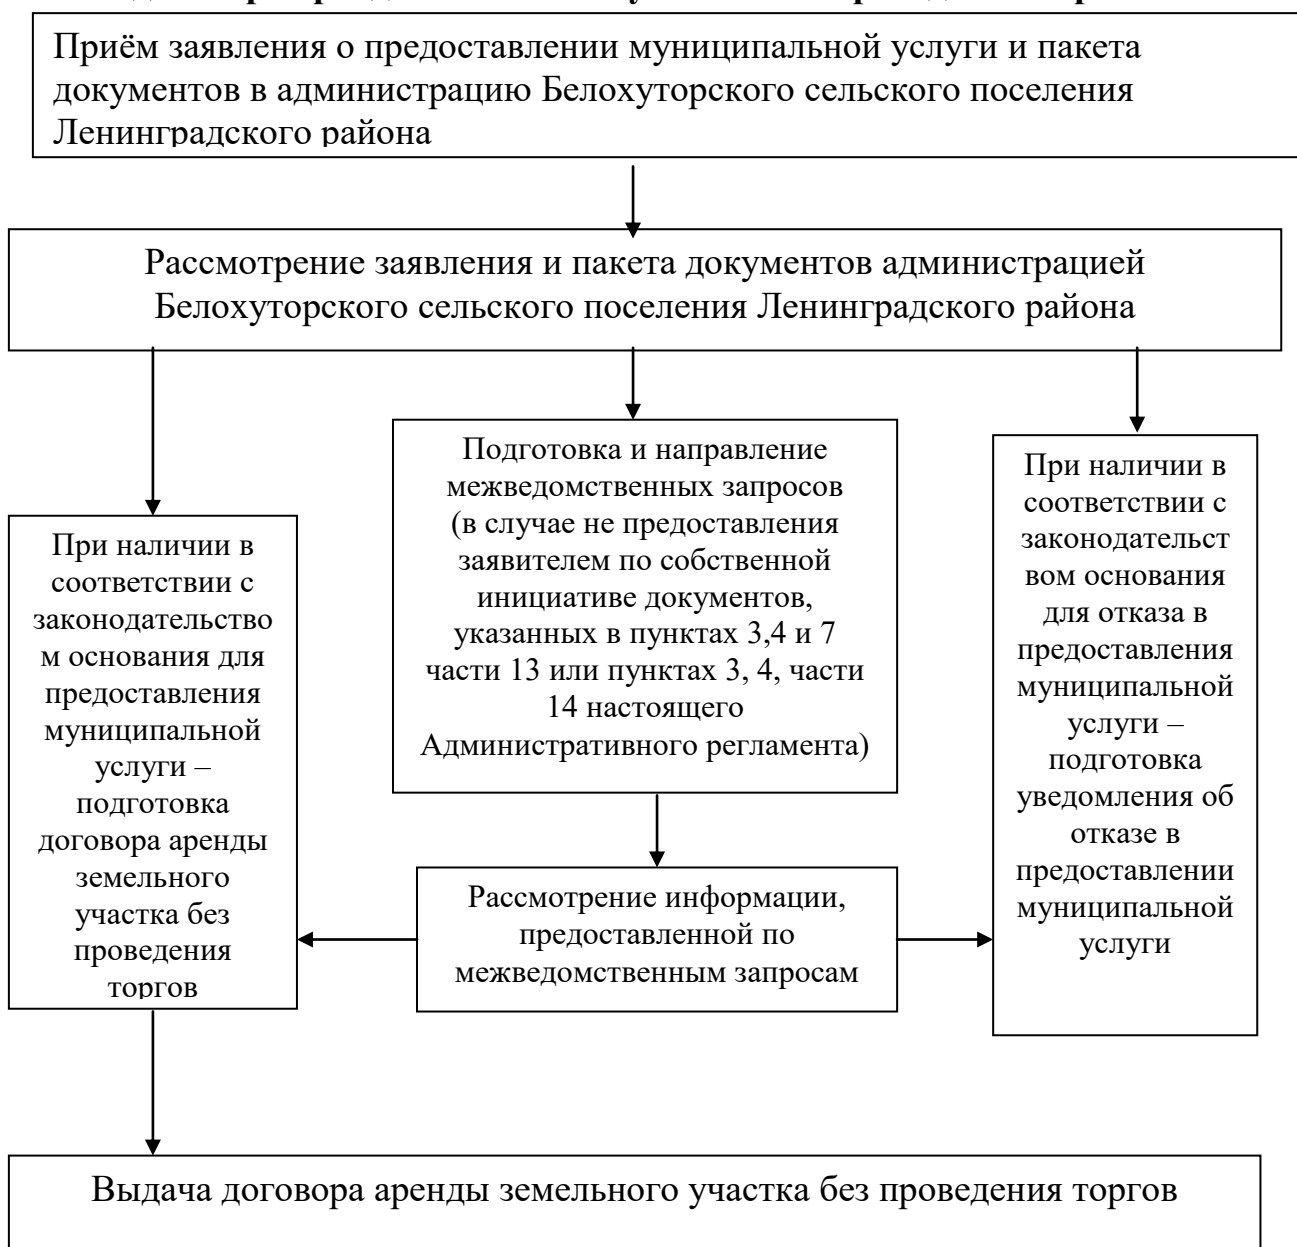 Приём заявления о предоставлении муниципальной услуги и пакета
документов в администрацию Белохуторского сельского поселения
Ленинградского района
Рассмотрение заявления и пакета документов администрацией
Белохуторского сельского поселения Ленинградского района
При наличии в
соответствии с
законодательство
м основания для
предоставления
муниципальной
услуги –
подготовка
договора аренды
земельного
участка без
проведения
торгов
Подготовка и направление
межведомственных запросов
(в случае не предоставления
заявителем по собственной
инициативе документов,
указанных в пунктах 3,4 и 7
части 13 или пунктах 3, 4, части
14 настоящего
Административного регламента)
При наличии в
соответствии с
законодательст
вом основания
для отказа в
предоставления
муниципальной
услуги –
подготовка
уведомления об
отказе в
предоставлении
муниципальной
услуги
Рассмотрение информации,
предоставленной по
межведомственным запросам
Выдача договора аренды земельного участка без проведения торгов